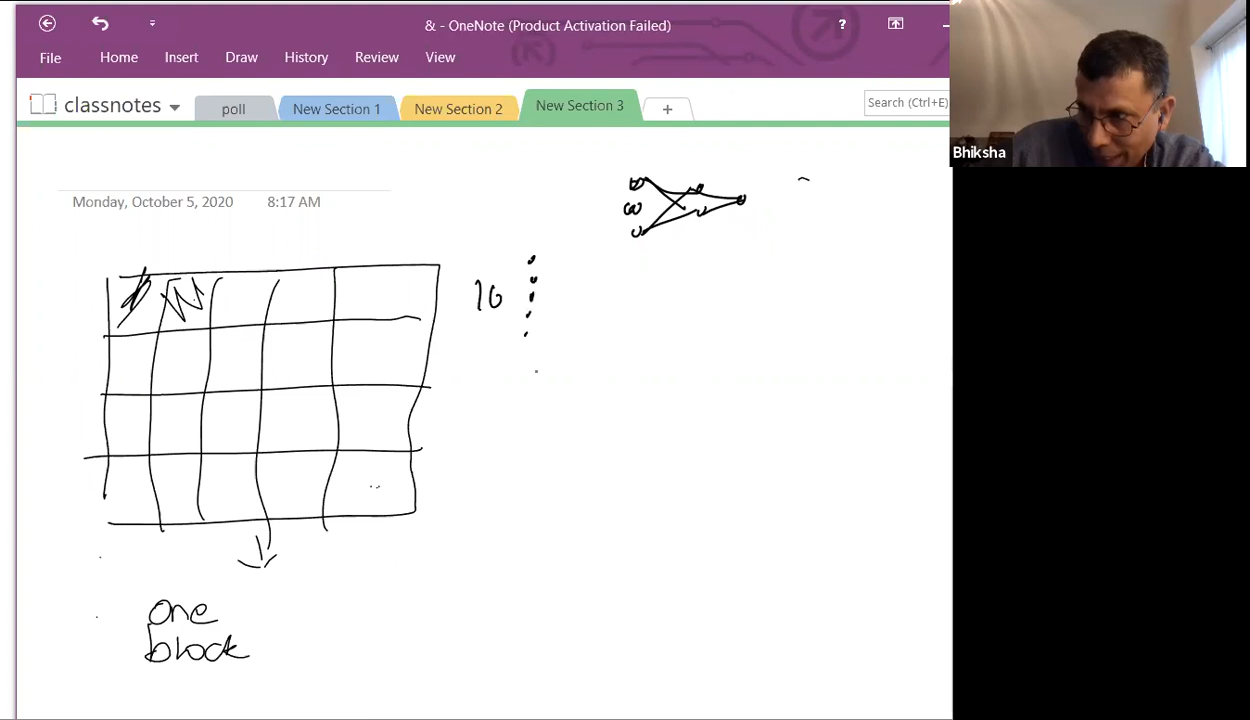 & - OneNote (Product Activation Failed)
?
File Home Insert Draw History Review View
classnotes poll New Section 1 New Section 2 New Section 3 +
Search (Ctrl+E)
Bhiksha
Monday, October 5, 2020 8:17 AM
10
one
block